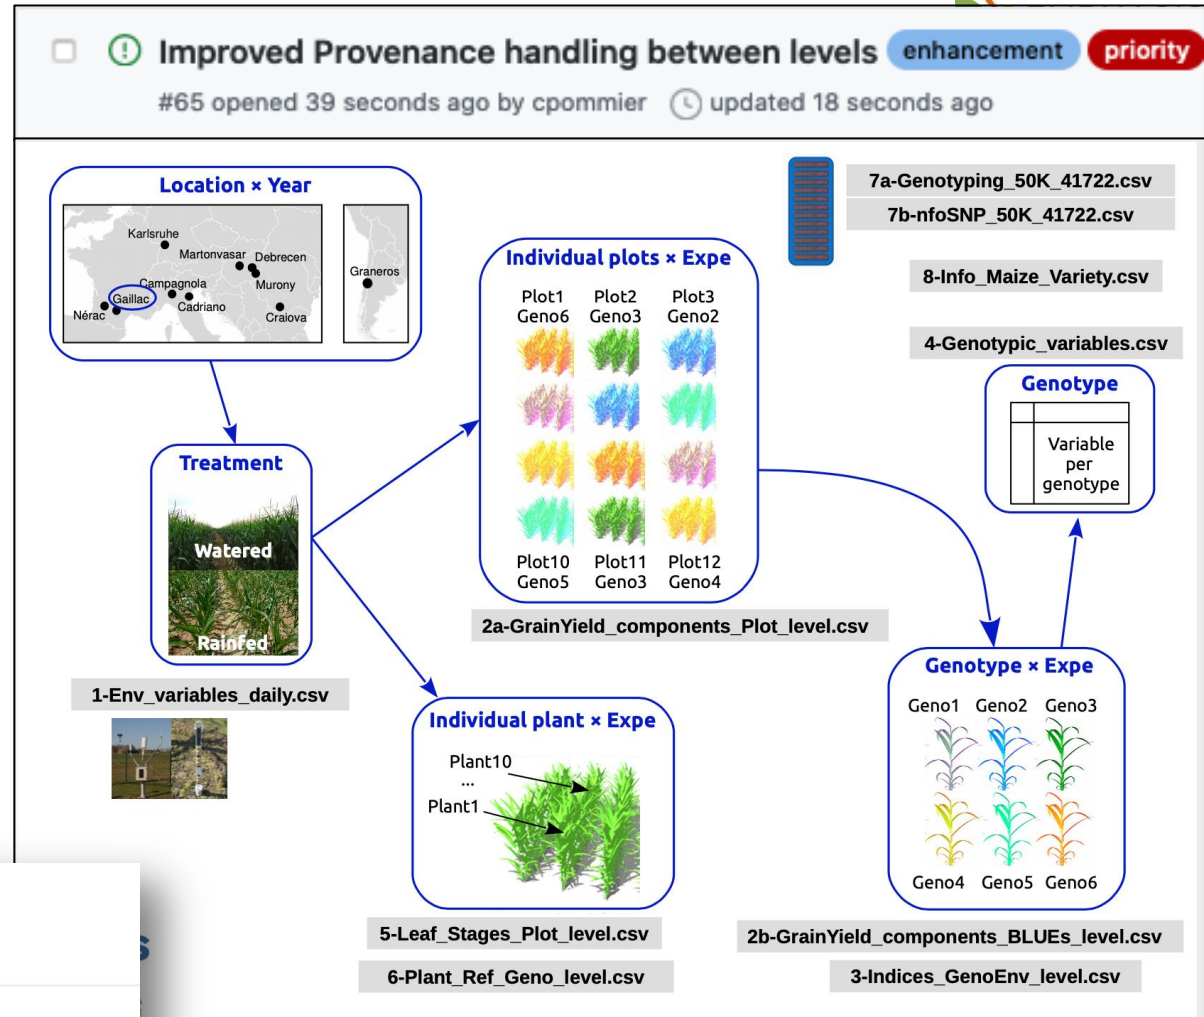 Improved Provenance handling between levels enhancement priority
#65 opened 39 seconds ago by cpommier updated 18 seconds ago
Location × Year
Karlsruhe
Martonvasar
Debrecen
Murony
Campagnola
Gaillac
Cadriano
Nérac
Craiova
Graneros
7a-Genotyping_50K_41722.csv
7b-nfoSNP_50K_41722.csv
8-Info_Maize_Variety.csv
4-Genotypic_variables.csv
Individual plots × Expe
Plot1 Plot2 Plot3
Geno6 Geno3 Geno2
Plot10 Plot11 Plot12
Geno5 Geno3 Geno4
2a-GrainYield_components_Plot_level.csv
Genotype
Variable
per
genotype
Treatment
Watered
Rainfed
1-Env_variables_daily.csv
Individual plant × Expe
Plant10
...
Plant1
5-Leaf_Stages_Plot_level.csv
6-Plant_Ref_Geno_level.csv
Genotype × Expe
Geno1 Geno2 Geno3
Geno4 Geno5 Geno6
2b-GrainYield_components_BLUEs_level.csv
3-Indices_GenoEnv_level.csv